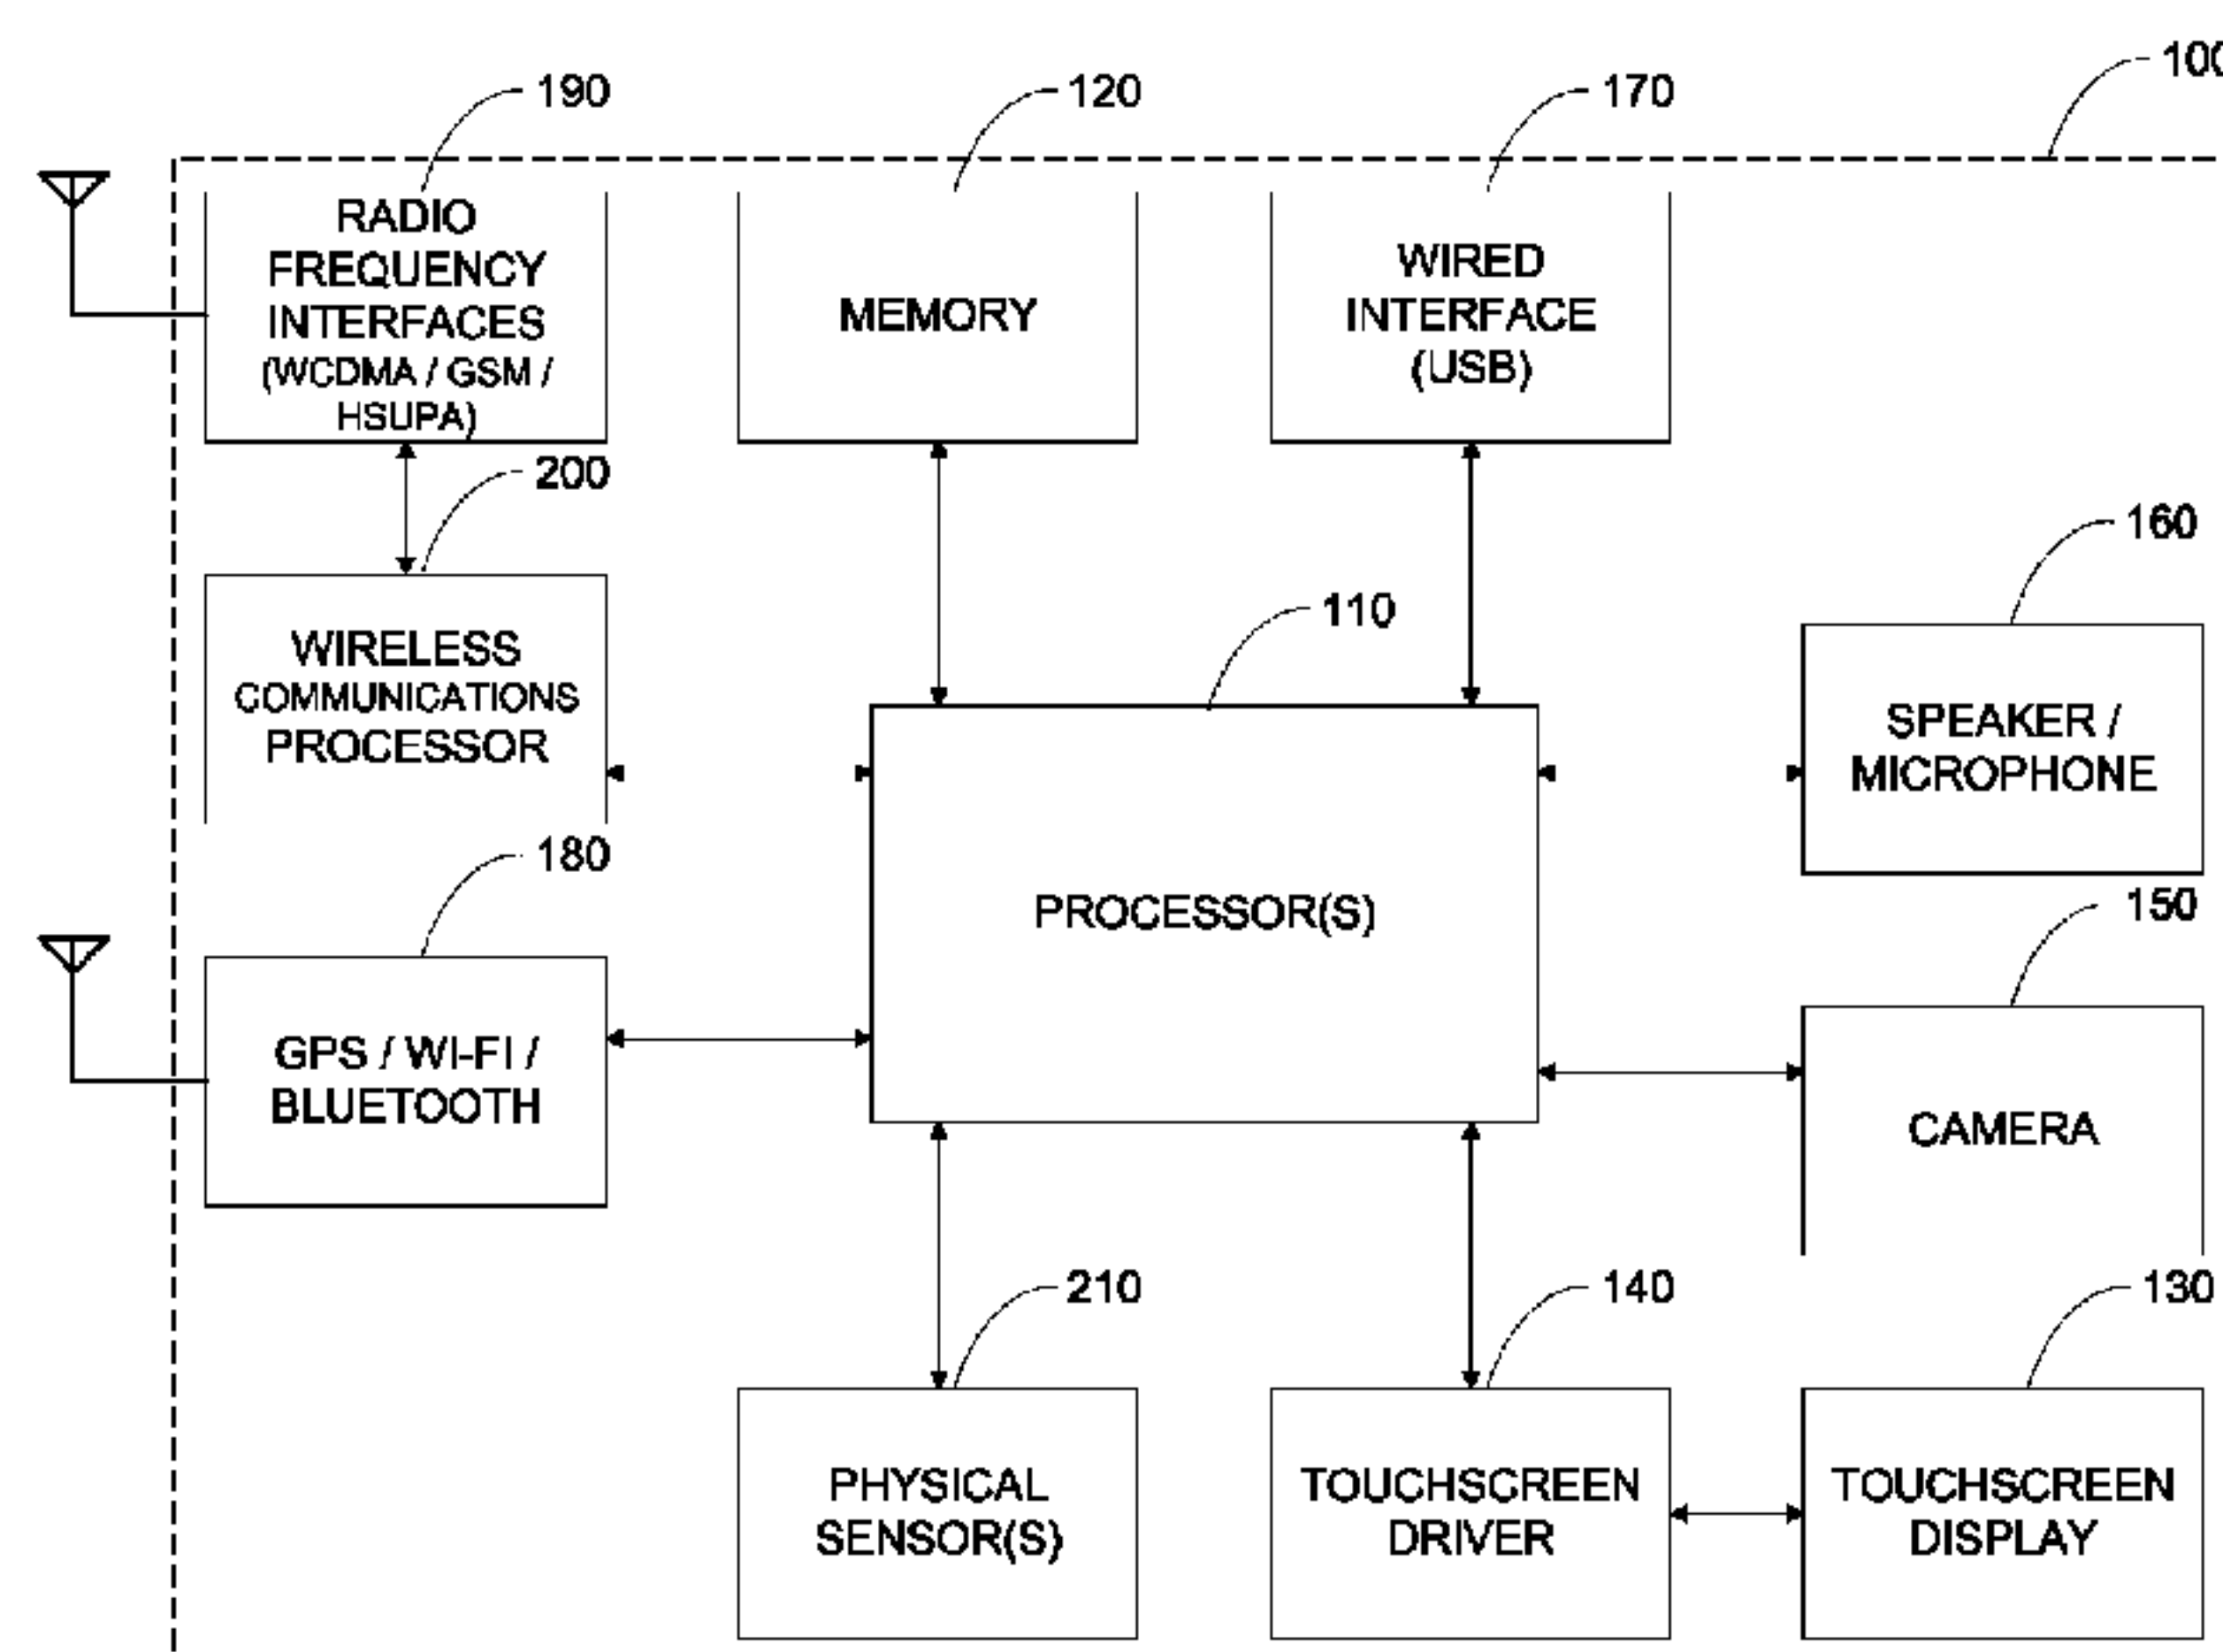 190
120
170
100
RADIO
FREQUENCY
INTERFACES
(WCDMA / GSM /
HSUPA)
MEMORY
WIRED
INTERFACE
(USB)
200
160
110
WIRELESS
COMMUNICATIONS
PROCESSOR
SPEAKER /
MICROPHONE
180
150
PROCESSOR(S)
GPS / WI-FI /
BLUETOOTH
CAMERA
210
140
130
PHYSICAL
SENSOR(S)
TOUCHSCREEN
DRIVER
TOUCHSCREEN
DISPLAY